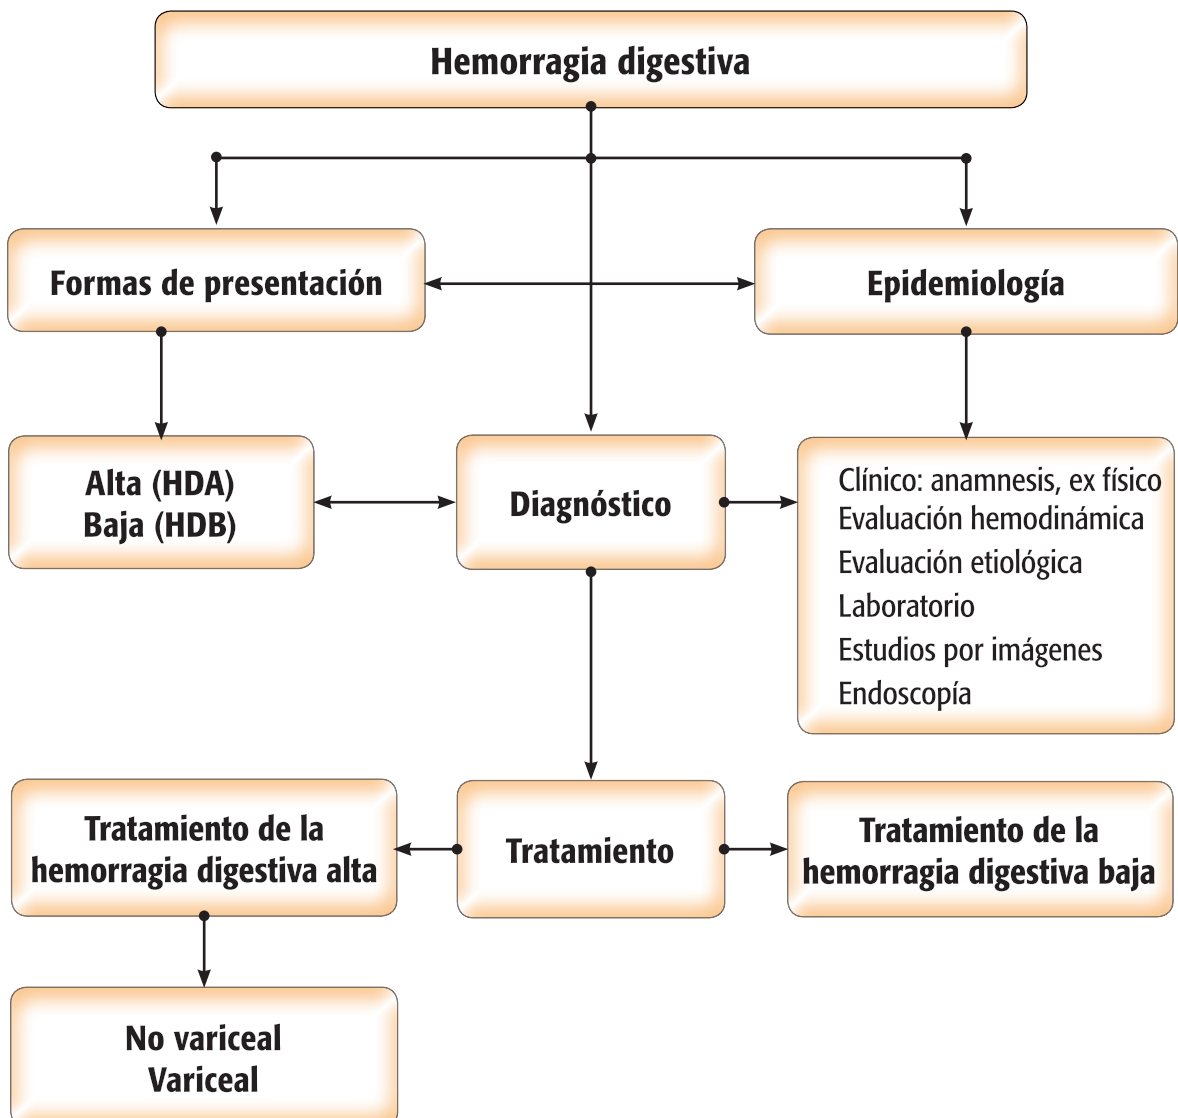 Hemorragia digestiva
Formas de presentación
Epidemiología
Alta (HDA)
Baja (HDB)
Diagnóstico
Clínico: anamnesis, ex físico
Evaluación hemodinámica
Evaluación etiológica
Laboratorio
Estudios por imágenes
Endoscopía
Tratamiento de la
hemorragia digestiva alta
Tratamiento
Tratamiento de la
hemorragia digestiva baja
No variceal
Variceal